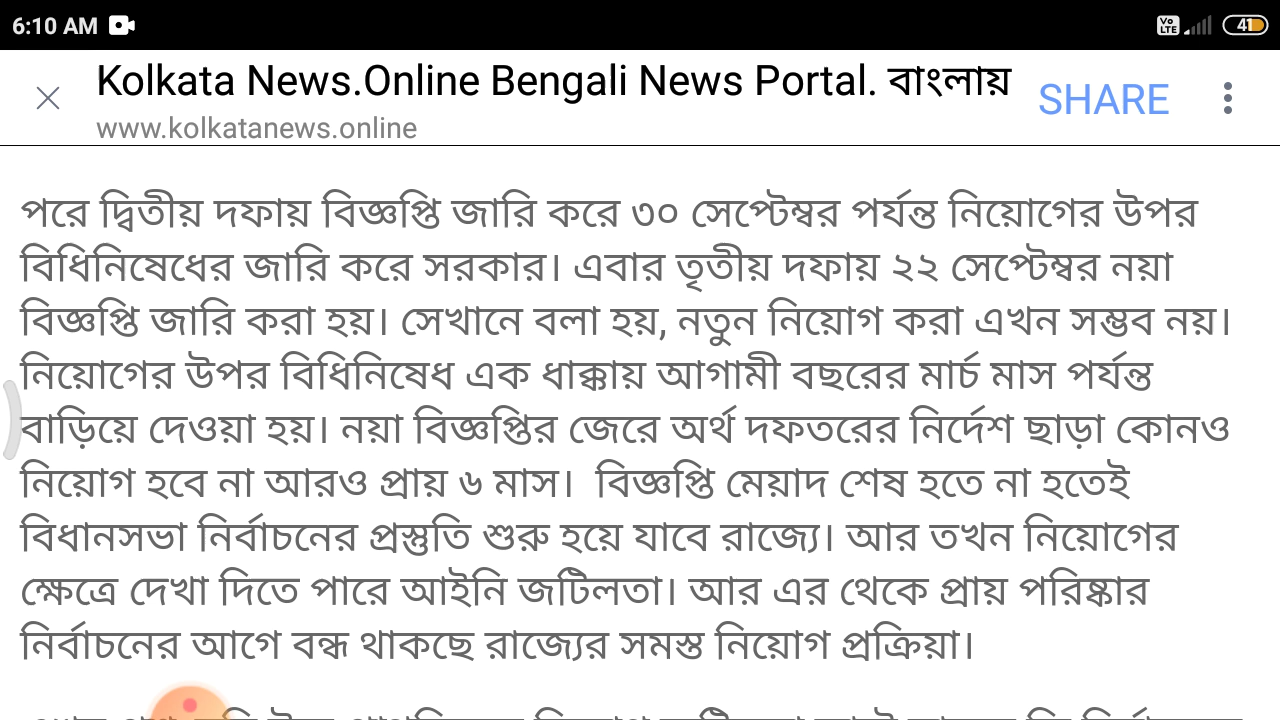 6:10 AM
Vo LTE
41
Kolkata News.Online Bengali News Portal. বাংলায়
SHARE
www.kolkatanews.online
পরে দ্বিতীয় দফায় বিজ্ঞপ্তি জারি করে ৩০ সেপ্টেম্বর পর্যন্ত নিয়োগের উপর
বিধিনিষেধের জারি করে সরকার। এবার তৃতীয় দফায় ২২ সেপ্টেম্বর নয়া
বিজ্ঞপ্তি জারি করা হয়। সেখানে বলা হয়, নতুন নিয়োগ করা এখন সম্ভব নয়।
নিয়োগের উপর বিধিনিষেধ এক ধাক্কায় আগামী বছরের মার্চ মাস পর্যন্ত
বাড়িয়ে দেওয়া হয়। নয়া বিজ্ঞপ্তির জেরে অর্থ দফতরের নির্দেশ ছাড়া কোনও
নিয়োগ হবে না আরও প্রায় ৬ মাস। বিজ্ঞপ্তি মেয়াদ শেষ হতে না হতেই
বিধানসভা নির্বাচনের প্রস্তুতি শুরু হয়ে যাবে রাজ্যে। আর তখন নিয়োগের
ক্ষেত্রে দেখা দিতে পারে আইনি জটিলতা। আর এর থেকে প্রায় পরিষ্কার
নির্বাচনের আগে বন্ধ থাকছে রাজ্যের সমস্ত নিয়োগ প্রক্রিয়া।